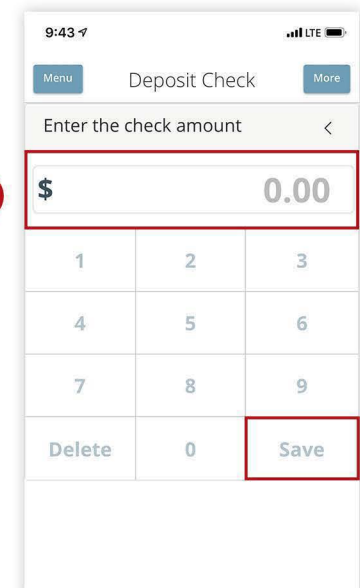 9:43 LTE
Menu Deposit Check More
Enter the check amount <
$ 0.00
1 2 3
4 5 6
7 8 9
Delete 0 Save